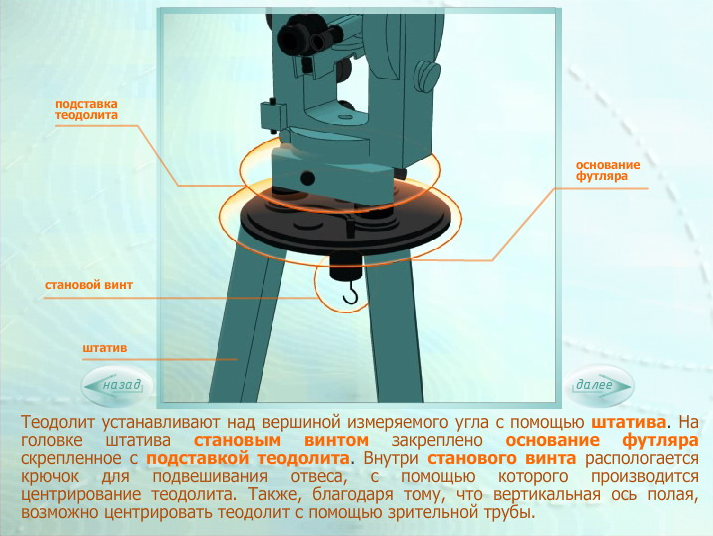 подставка
теодолита
основание
футляра
становой винт
штатив
назад
далее
Теодолит устанавливают над вершиной измеряемого угла с помощью штатива. На
головке штатива становым винтом закреплено основание футляра
скрепленное с подставкой теодолита. Внутри станового винта распологается
крючок для подвешивания отвеса, с помощью которого производится
центрирование теодолита. Также, благодаря тому, что вертикальная ось полая,
возможно центрировать теодолит с помощью зрительной трубы.